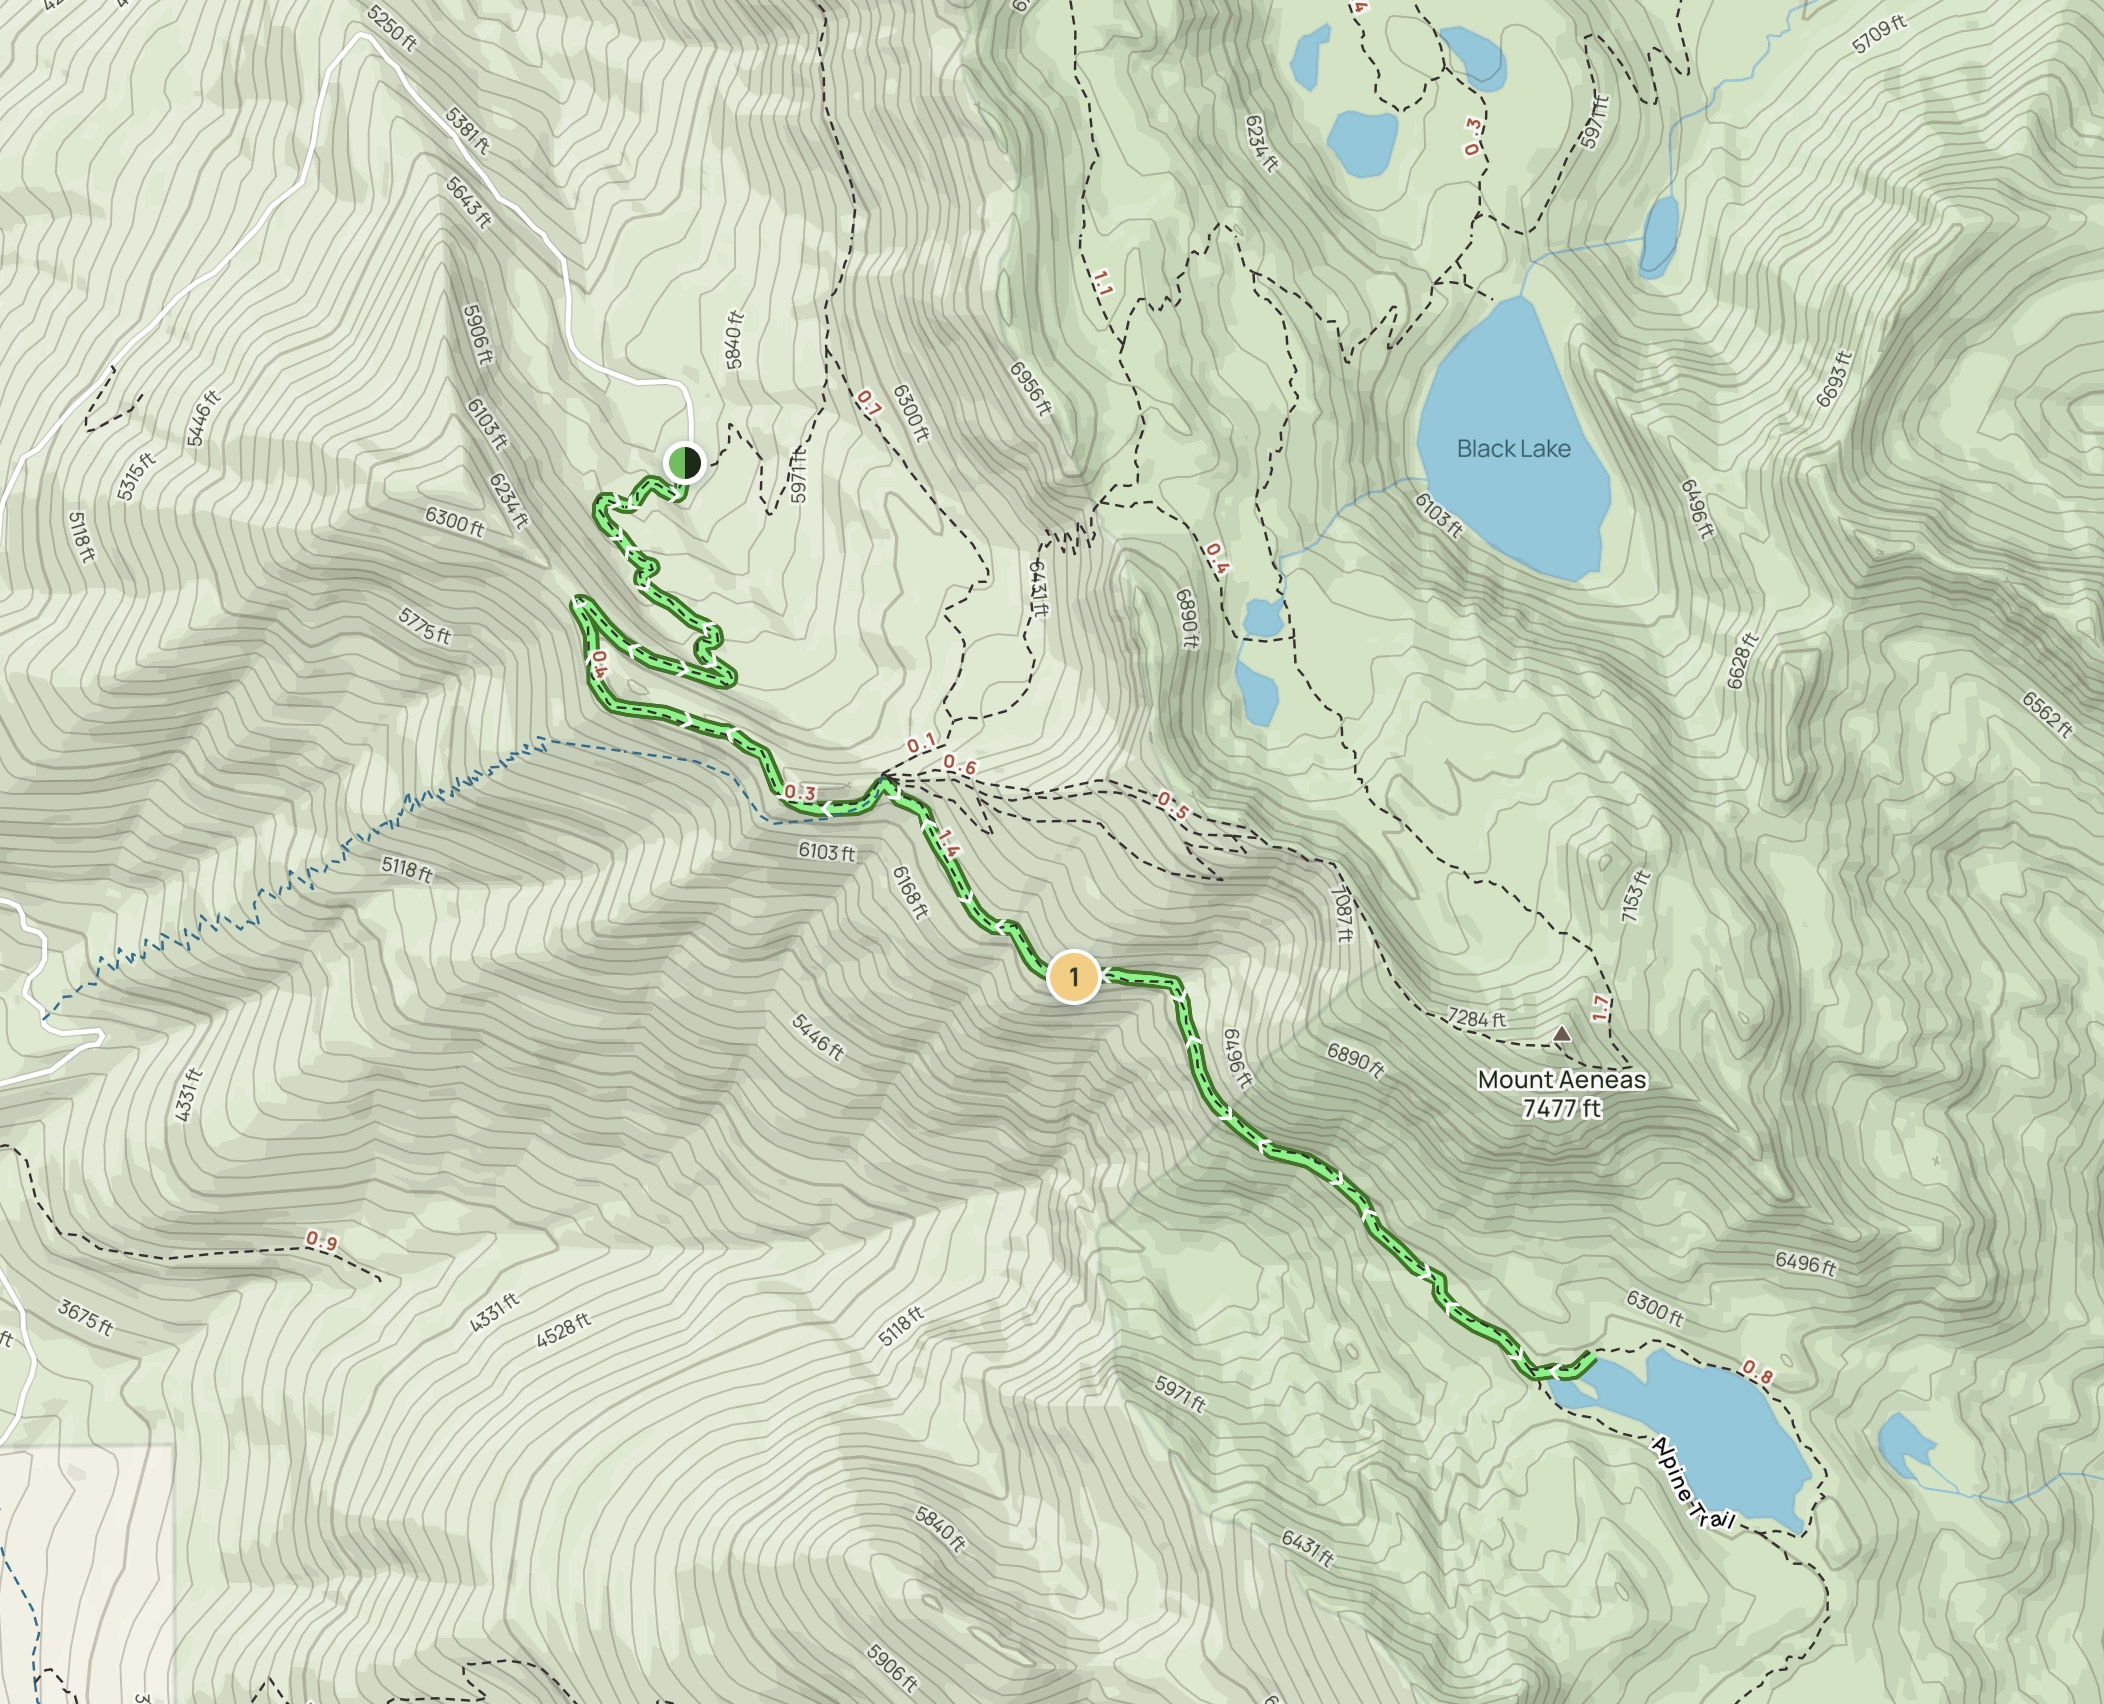 5250 ft
4
5709 ft
5381 ft
5643 ft
0.3
5971 ft
6234 ft
1.1
5906 ft
5840 ft
6956 ft
6693 ft
0.7
6300 ft
5446 ft
6103 ft
Black Lake
5315 ft
5971 ft
6234 ft
6300 ft
6103 ft
6496 ft
5118 ft
0.4
6431 ft
6890 ft
5775 ft
0.4
6628 ft
6562 ft
0.1
0.6
0.3
0.5
1.4
6103 ft
5118 ft
6168 ft
7087 ft
7153 ft
1
1.7
7284 ft
5446 ft
6496 ft
6890 ft
4331 ft
Mount Aeneas
7477 ft
0.9
6496 ft
3675 ft
4331 ft
4528 ft
5118 ft
6300 ft
ft
0.8
5971 ft
Alpine Trail
5840 ft
6431 ft
5906 ft